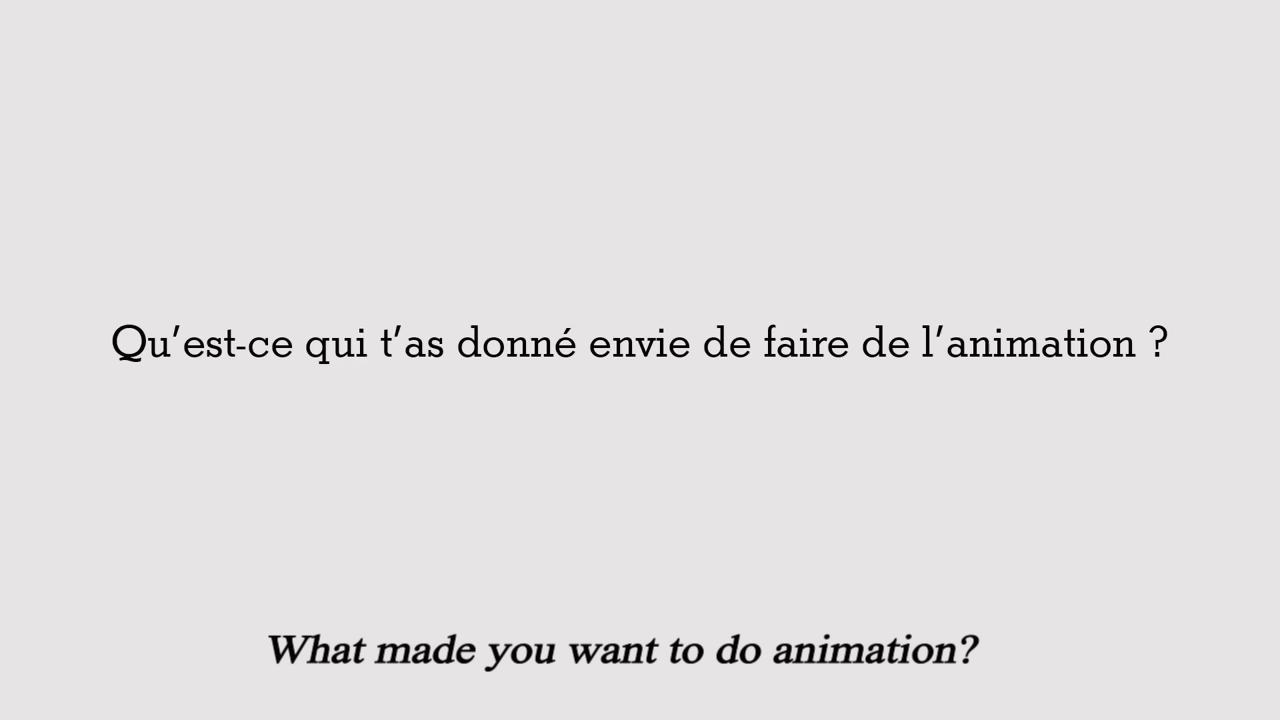 Qu’est-ce qui t’as donné envie de faire de l’animation ?
What made you want to do animation?